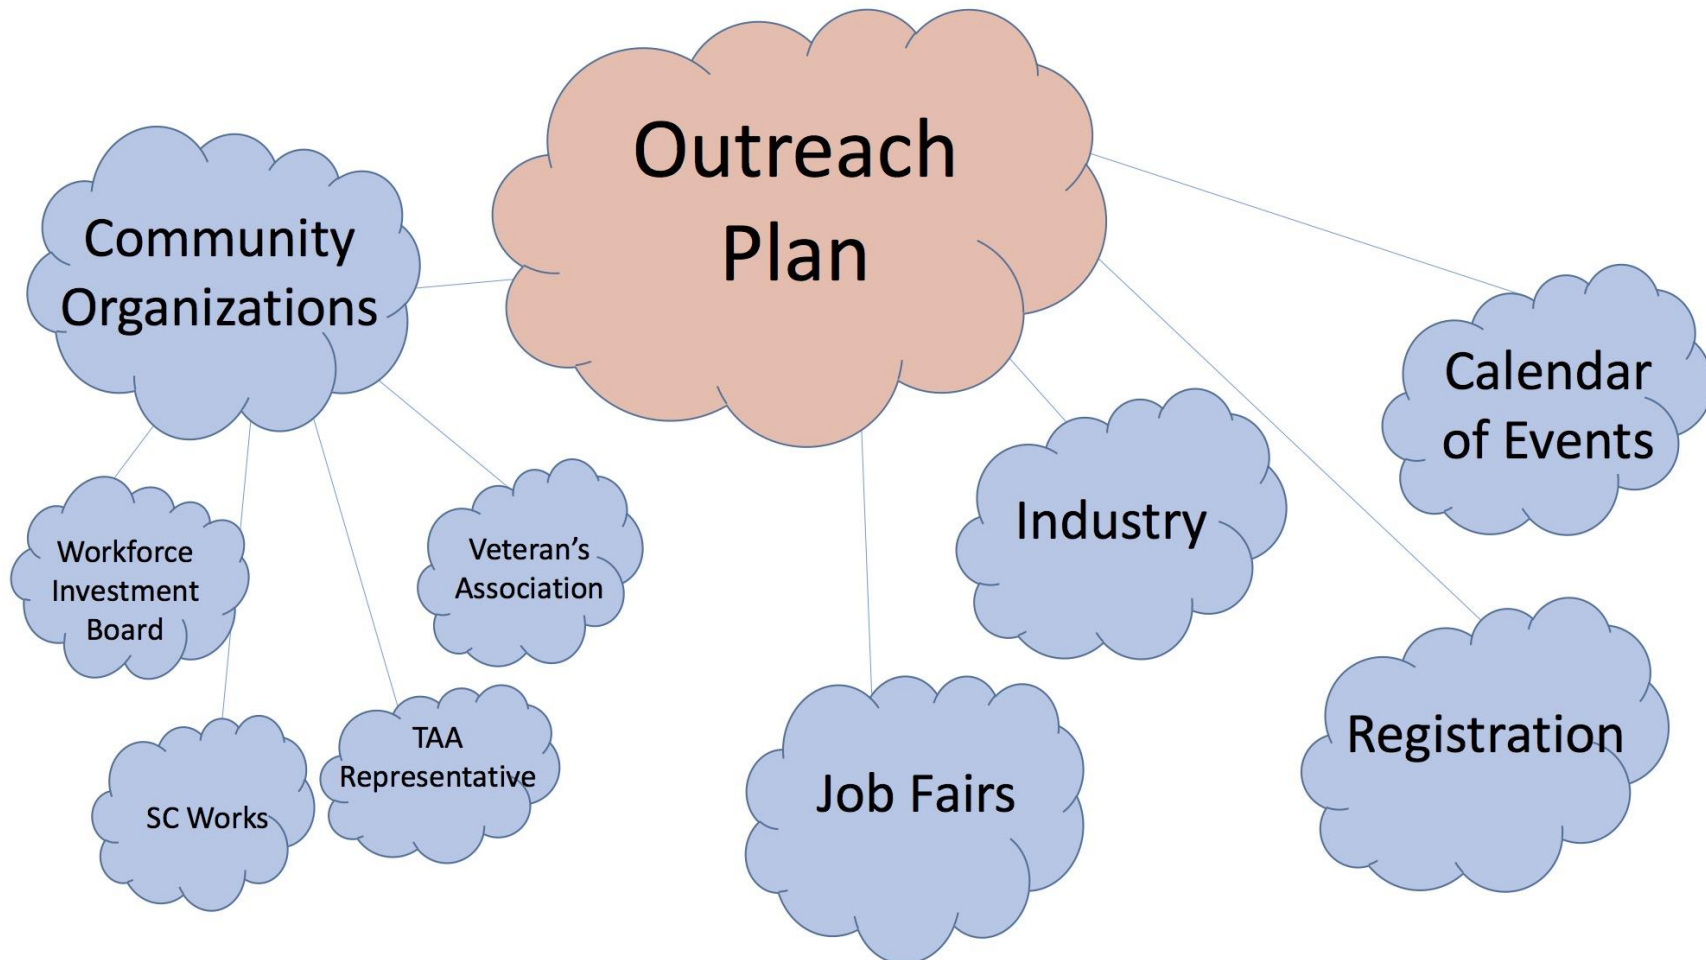 Outreach
Plan
Community
Organizations
Calendar
of Events
Industry
Workforce
Investment
Board
Veteran’s
Association
Registration
TAA
Representative
Job Fairs
SC Works